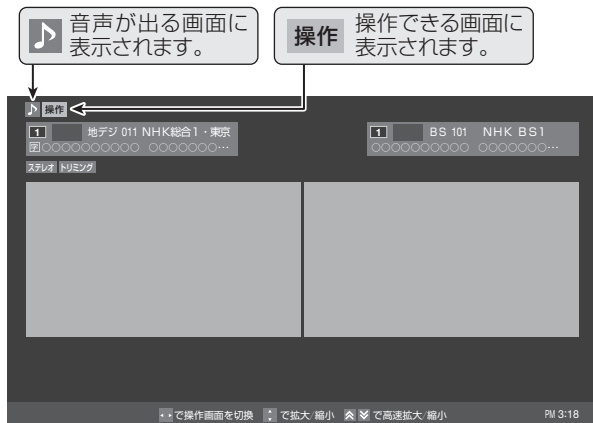 ♪ 音声が出る画面に
表示されます。
操作 操作できる画面に
表示されます。
♪ 操作
1 地デジ 011 NHK総合1・東京
字○○○○○○○○○○ ○○○○○○○…
1 BS 101 NHK BS1
○○○○○○○○○○ ○○○○○○○…
ステレオ トリミング
で操作画面を切換 で拡大/縮小 で高速拡大/縮小 PM 3:18